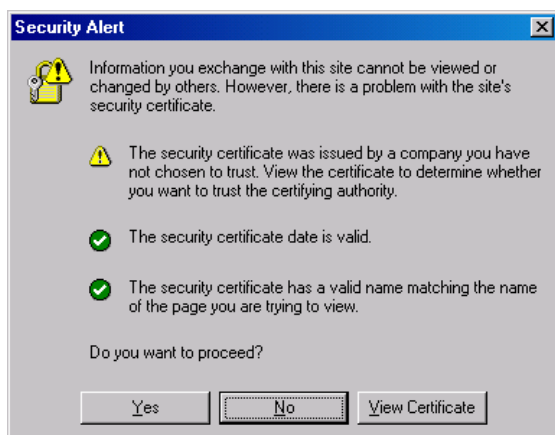 Security Alert
Information you exchange with this site cannot be viewed or
changed by others. However, there is a problem with the site's
security certificate.
The security certificate was issued by a company you have
not chosen to trust. View the certificate to determine whether
you want to trust the certifying authority.
The security certificate date is valid.
The security certificate has a valid name matching the name
of the page you are trying to view.
Do you want to proceed?
Yes No View Certificate